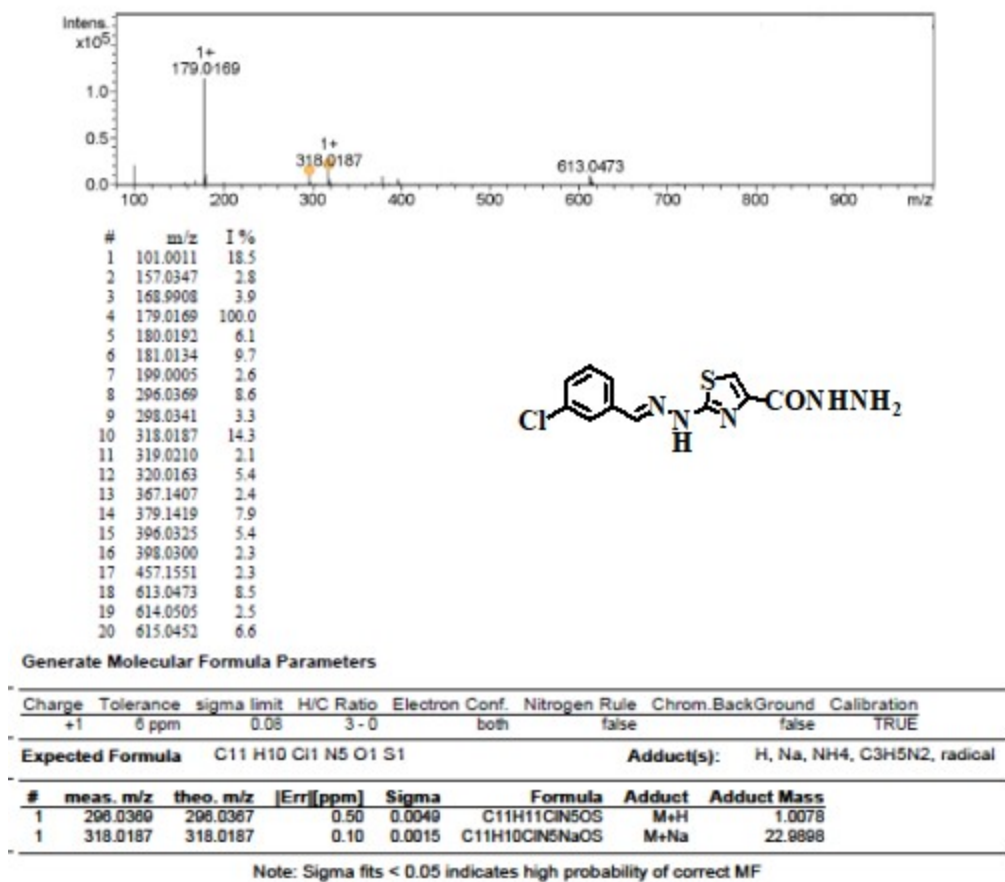 Intens.
x10^5
1+
179.0169
1.0
1+
0.5
318.0187
613.0473
0.0
100 200 300 400 500 600 700 800 900 m/z
# m/z I %
1 101.0011 18.5
2 157.0347 2.8
3 168.9908 3.9
4 179.0169 100.0
5 180.0192 6.1
6 181.0134 9.7
7 199.0005 2.6
8 296.0369 8.6
9 298.0341 3.3
10 318.0187 14.3
11 319.0210 2.1
12 320.0163 5.4
13 367.1407 2.4
14 379.1419 7.9
15 396.0325 5.4
16 398.0300 2.3
17 457.1551 2.3
18 613.0473 8.5
19 614.0505 2.5
20 615.0452 6.6
S
N CONHNH2
Cl N N
H
Generate Molecular Formula Parameters
Charge Tolerance sigma limit H/C Ratio Electron Conf. Nitrogen Rule Chrom.BackGround Calibration
+1 6 ppm 0.08 3 - 0 both false false TRUE
Expected Formula C11 H10 Cl1 N5 O1 S1 Adduct(s): H, Na, NH4, C3H5N2, radical
# meas. m/z theo. m/z |Err|[ppm] Sigma Formula Adduct Adduct Mass
1 296.0369 296.0367 0.50 0.0049 C11H11ClN5OS M+H 1.0078
1 318.0187 318.0187 0.10 0.0015 C11H10ClN5NaOS M+Na 22.9898
Note: Sigma fits < 0.05 indicates high probability of correct MF